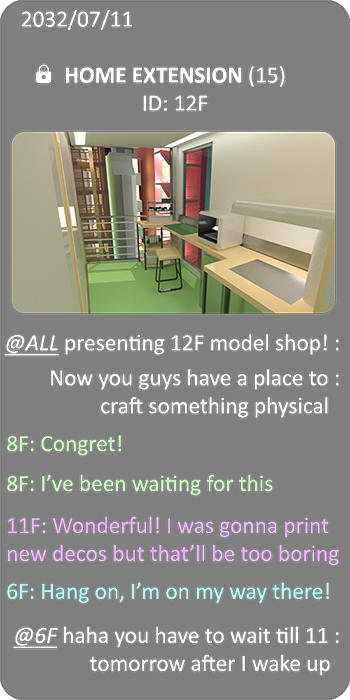 2032/07/11
HOME EXTENSION (15)
ID: 12F
@ALL presenting 12F model shop! :
Now you guys have a place to :
craft something physical
8F: Congret!
8F: I've been waiting for this
11F: Wonderful! I was gonna print
new decos but that'll be too boring
6F: Hang on, I'm on my way there!
@6F haha you have to wait till 11 :
tomorrow after I wake up